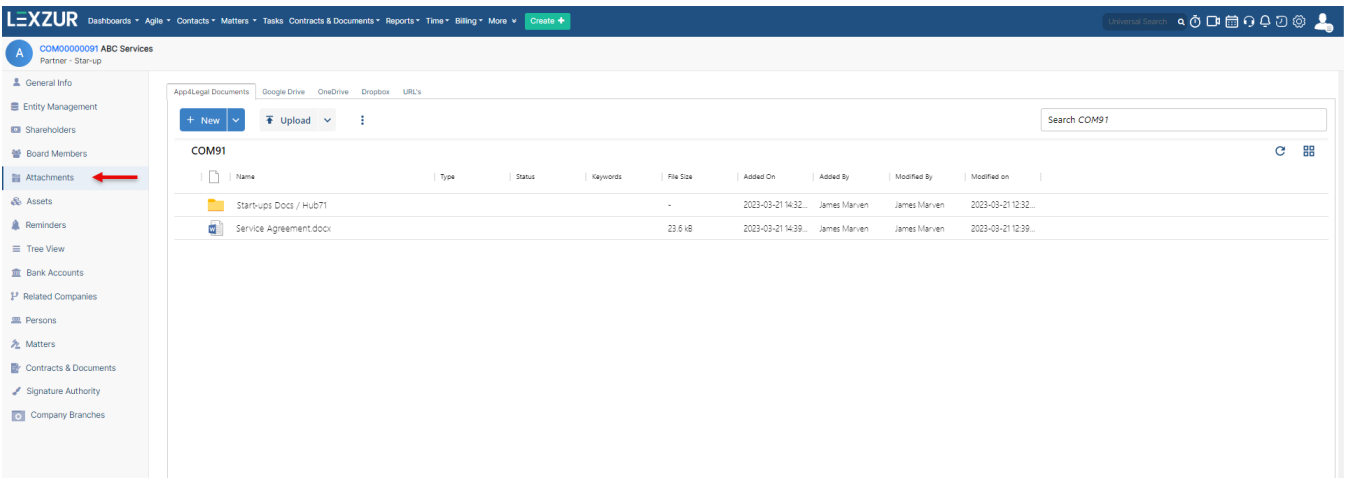 LEXZUR Dashboards Agile Contacts Matters Tasks Contracts & Documents Reports Time Billing More Create + Universal Search
A COM00000091 ABC Services
Partner - Star-up
General Info
Entity Management
Shareholders
Board Members
Attachments
Assets
Reminders
Tree View
Bank Accounts
Related Companies
Persons
Matters
Contracts & Documents
Signature Authority
Company Branches
App4Legal Documents Google Drive OneDrive Dropbox URL's
+ New Upload Search COM91
COM91
Name Type Status Keywords File Size Added On Added By Modified By Modified on
Start-ups Docs / Hub71 - 2023-03-21 14:32... James Marven James Marven 2023-03-21 12:32...
Service Agreement.docx 23.6 kB 2023-03-21 14:39... James Marven James Marven 2023-03-21 12:39...